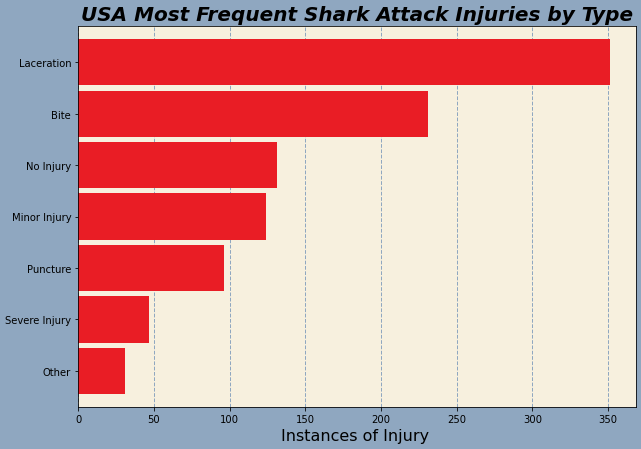 USA Most Frequent Shark Attack Injuries by Type
Laceration
Bite
No Injury
Minor Injury
Puncture
Severe Injury
Other
0 50 100 150 200 250 300 350
Instances of Injury